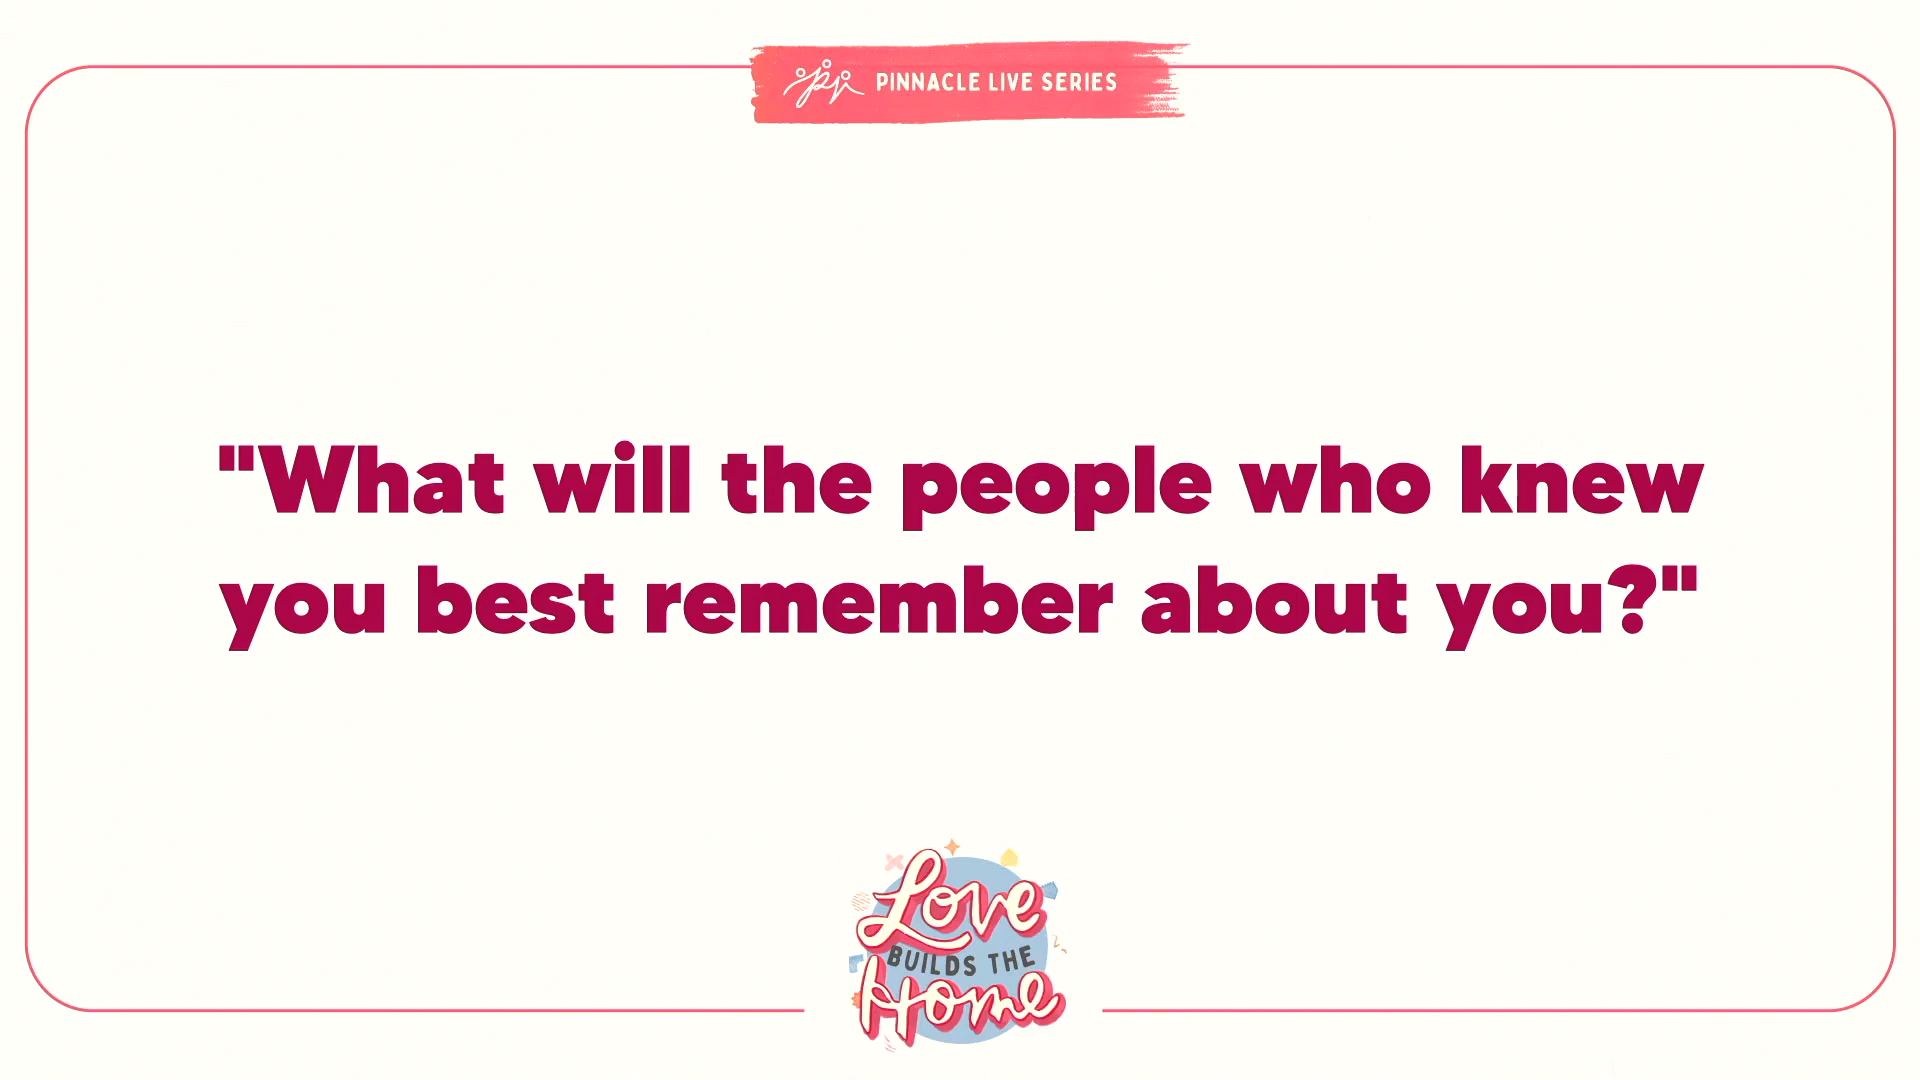 PINNACLE LIVE SERIES
"What will the people who knew
you best remember about you?"
Love
BUILDS THE
Home